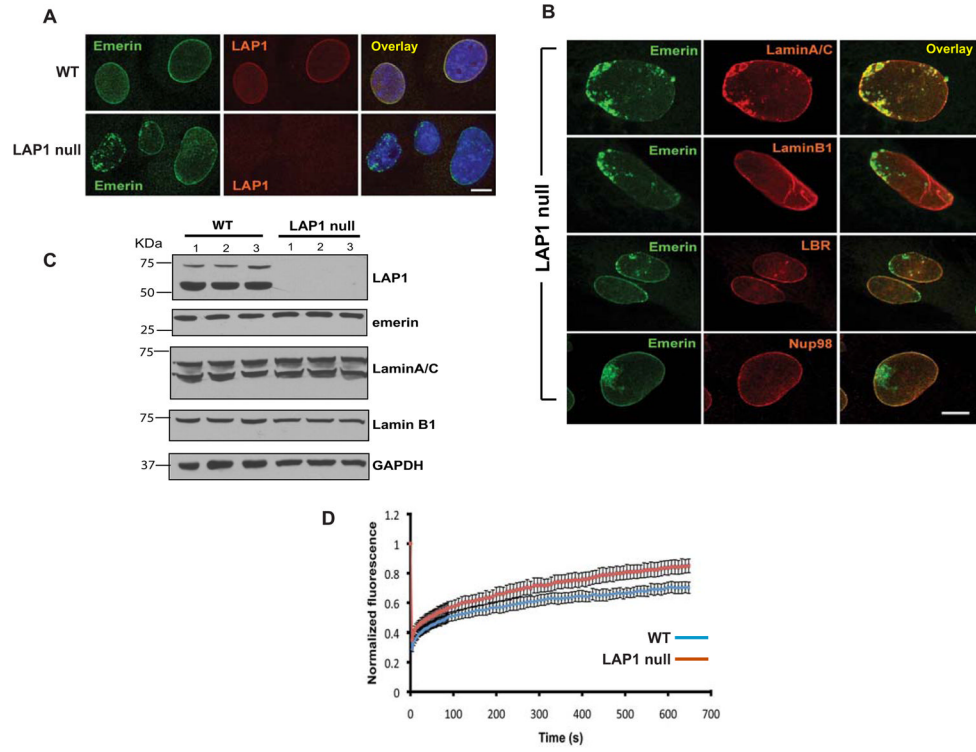 A
Emerin LAP1 Overlay
WT
LAP1 null
Emerin LAP1
B
Emerin LaminA/C Overlay
Emerin LaminB1
Emerin LBR
Emerin Nup98
LAP1 null
C
WT LAP1 null
KDa 1 2 3 1 2 3
75
LAP1
50
emerin
25
75
LaminA/C
75
Lamin B1
37
GAPDH
D
Normalized fluorescence
1.2
1
0.8
0.6
0.4
0.2
0
0 100 200 300 400 500 600 700
Time (s)
WT
LAP1 null